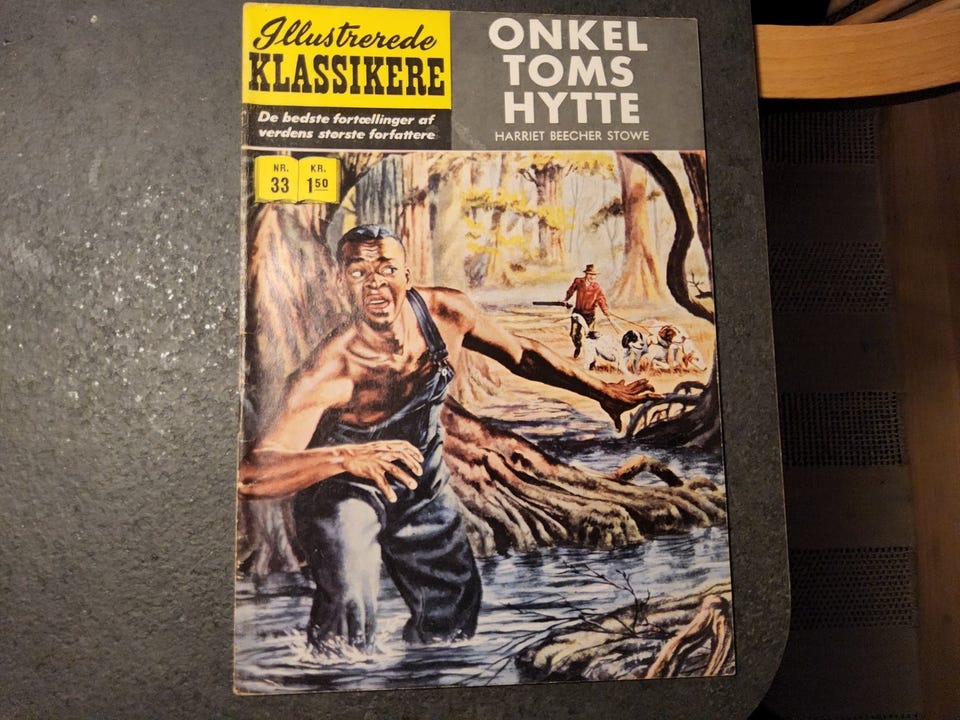 Illustrerede
KLASSIKERE
De bedste fortællinger af
verdens største forfattere
ONKEL
TOMS
HYTTE
HARRIET BEECHER STOWE
NR.
33
KR.
1 50